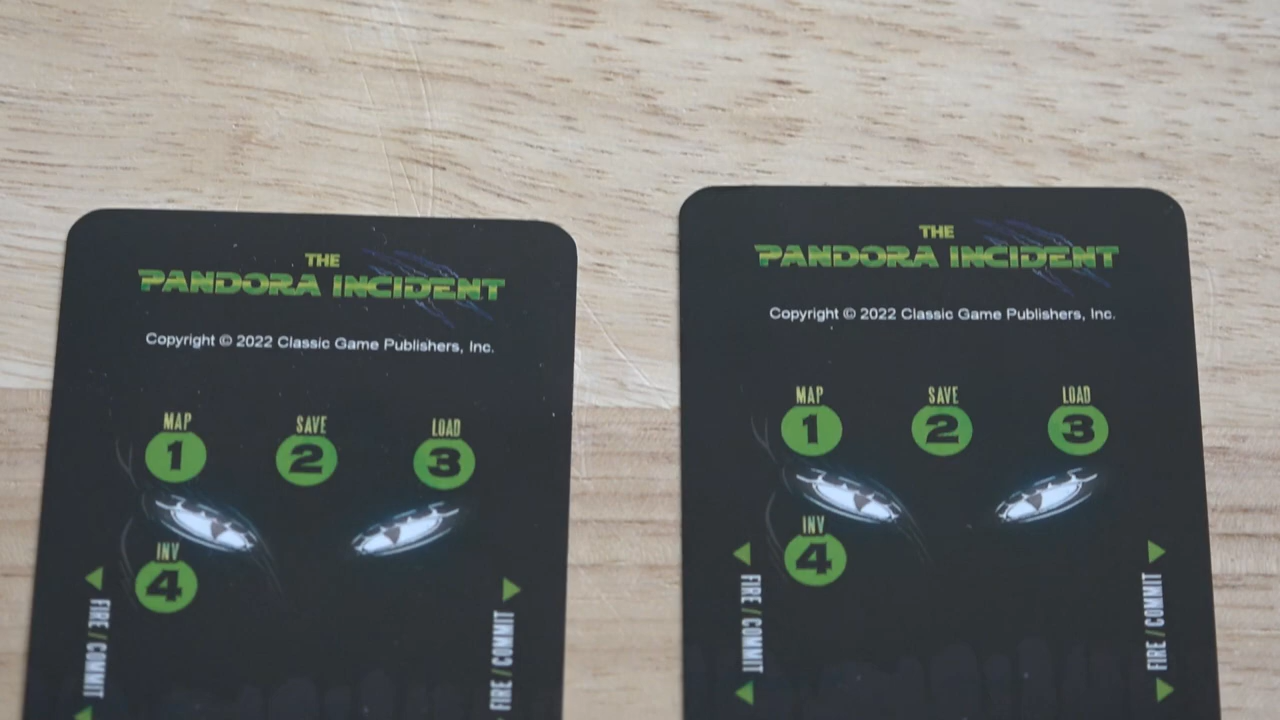 THE
PANDORA INCIDENT
Copyright © 2022 Classic Game Publishers, Inc.
MAP
SAVE
LOAD
1
2
3
INV
4
FIRE / COMMIT
FIRE / COMMIT
THE
PANDORA INCIDENT
Copyright © 2022 Classic Game Publishers, Inc.
MAP
SAVE
LOAD
1
2
3
INV
4
FIRE / COMMIT
FIRE / COMMIT